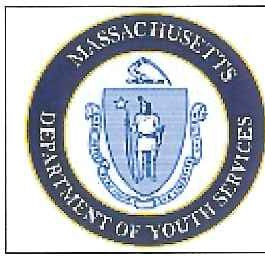 MASSACHUSETTS
DEPARTMENT OF YOUTH SERVICES